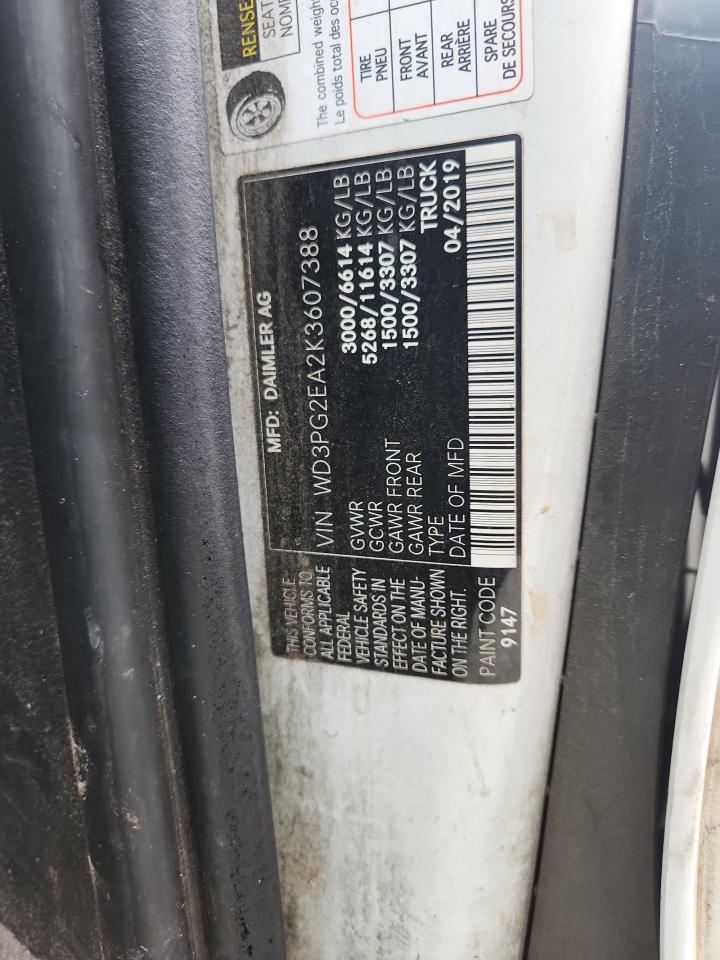 RENSE
SEAT
NOM
The combined weight
Le poids total des oc
TIRE
PNEU
FRONT
AVANT
REAR
ARRIÈRE
SPARE
DE SECOURS
MFD: DAIMLER AG
VIN WD3PG2EA2K3607388
GVWR 3000/6614 KG/LB
GCWR 5268/11614 KG/LB
GAWR FRONT 1500/3307 KG/LB
GAWR REAR 1500/3307 KG/LB
TYPE TRUCK
DATE OF MFD 04/2019
THIS VEHICLE
CONFORMS TO
ALL APPLICABLE
FEDERAL
VEHICLE SAFETY
STANDARDS IN
EFFECT ON THE
DATE OF MANU-
FACTURE SHOWN
ON THE RIGHT.
PAINT CODE
9147